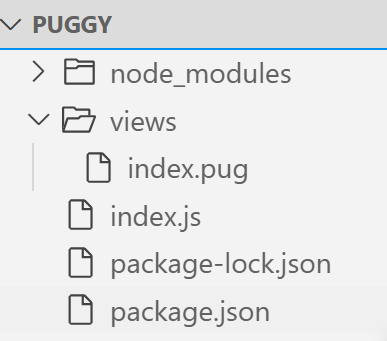 PUGGY
node_modules
views
index.pug
index.js
package-lock.json
package.json